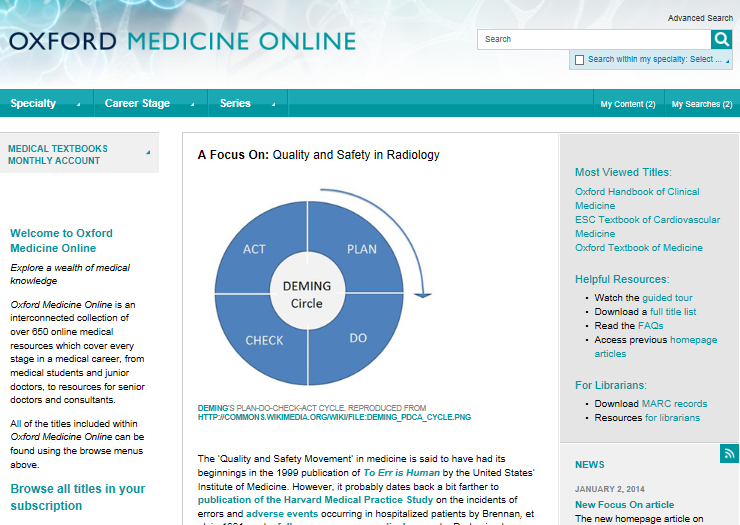 Advanced Search
OXFORD MEDICINE ONLINE
Search
Search within my specialty: Select ...
Specialty
Career Stage
Series
My Content (2)
My Searches (2)
MEDICAL TEXTBOOKS
MONTHLY ACCOUNT
Welcome to Oxford
Medicine Online
Explore a wealth of medical
knowledge
Oxford Medicine Online is an
interconnected collection of
over 650 online medical
resources which cover every
stage in a medical career, from
medical students and junior
doctors, to resources for senior
doctors and consultants.
All of the titles included within
Oxford Medicine Online can be
found using the browse menus
above.
Browse all titles in your
subscription
A Focus On: Quality and Safety in Radiology
ACT
PLAN
DEMING
Circle
CHECK
DO
DEMING'S PLAN-DO-CHECK-ACT CYCLE. REPRODUCED FROM
HTTP://COMMONS.WIKIMEDIA.ORG/WIKI/FILE:DEMING_PDCA_CYCLE.PNG
The 'Quality and Safety Movement' in medicine is said to have had its
beginnings in the 1999 publication of To Err is Human by the United States'
Institute of Medicine. However, it probably dates back a bit farther to
publication of the Harvard Medical Practice Study on the incidents of
errors and adverse events occurring in hospitalized patients by Brennan, et
Most Viewed Titles:
Oxford Handbook of Clinical
Medicine
ESC Textbook of Cardiovascular
Medicine
Oxford Textbook of Medicine
Helpful Resources:
Watch the guided tour
Download a full title list
Read the FAQs
Access previous homepage
articles
For Librarians:
Download MARC records
Resources for librarians
NEWS
JANUARY 2, 2014
New Focus On article
The new homepage article on